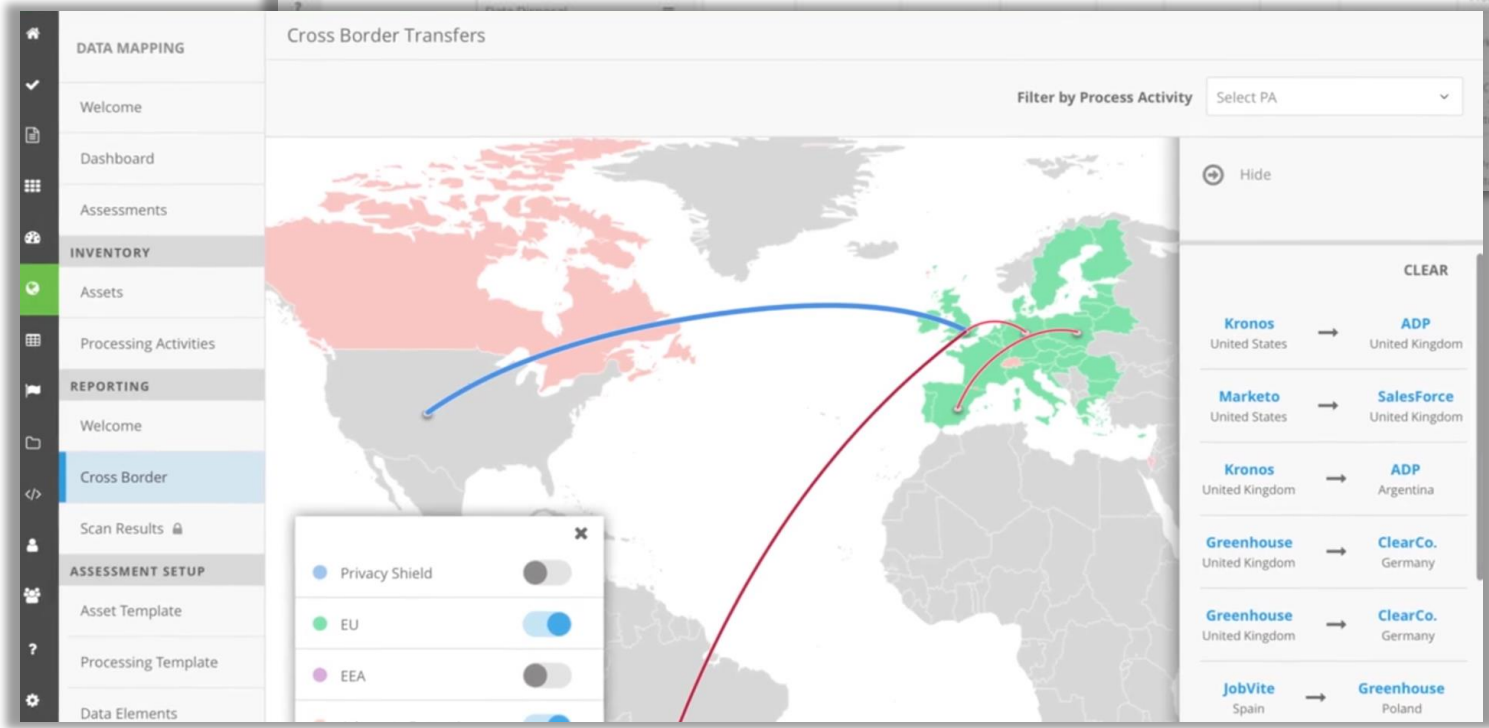 Data Disposal
Cross Border Transfers
DATA MAPPING
Filter by Process Activity
Select PA
Welcome
Dashboard
Assessments
INVENTORY
Assets
Processing Activities
REPORTING
Welcome
Cross Border
Scan Results
ASSESSMENT SETUP
Asset Template
Processing Template
Data Elements
Privacy Shield
EU
EEA
Hide
CLEAR
Kronos → ADP
United States United Kingdom
Marketo → SalesForce
United States United Kingdom
Kronos → ADP
United Kingdom Argentina
Greenhouse → ClearCo.
United Kingdom Germany
Greenhouse → ClearCo.
United Kingdom Germany
JobVite → Greenhouse
Spain Poland